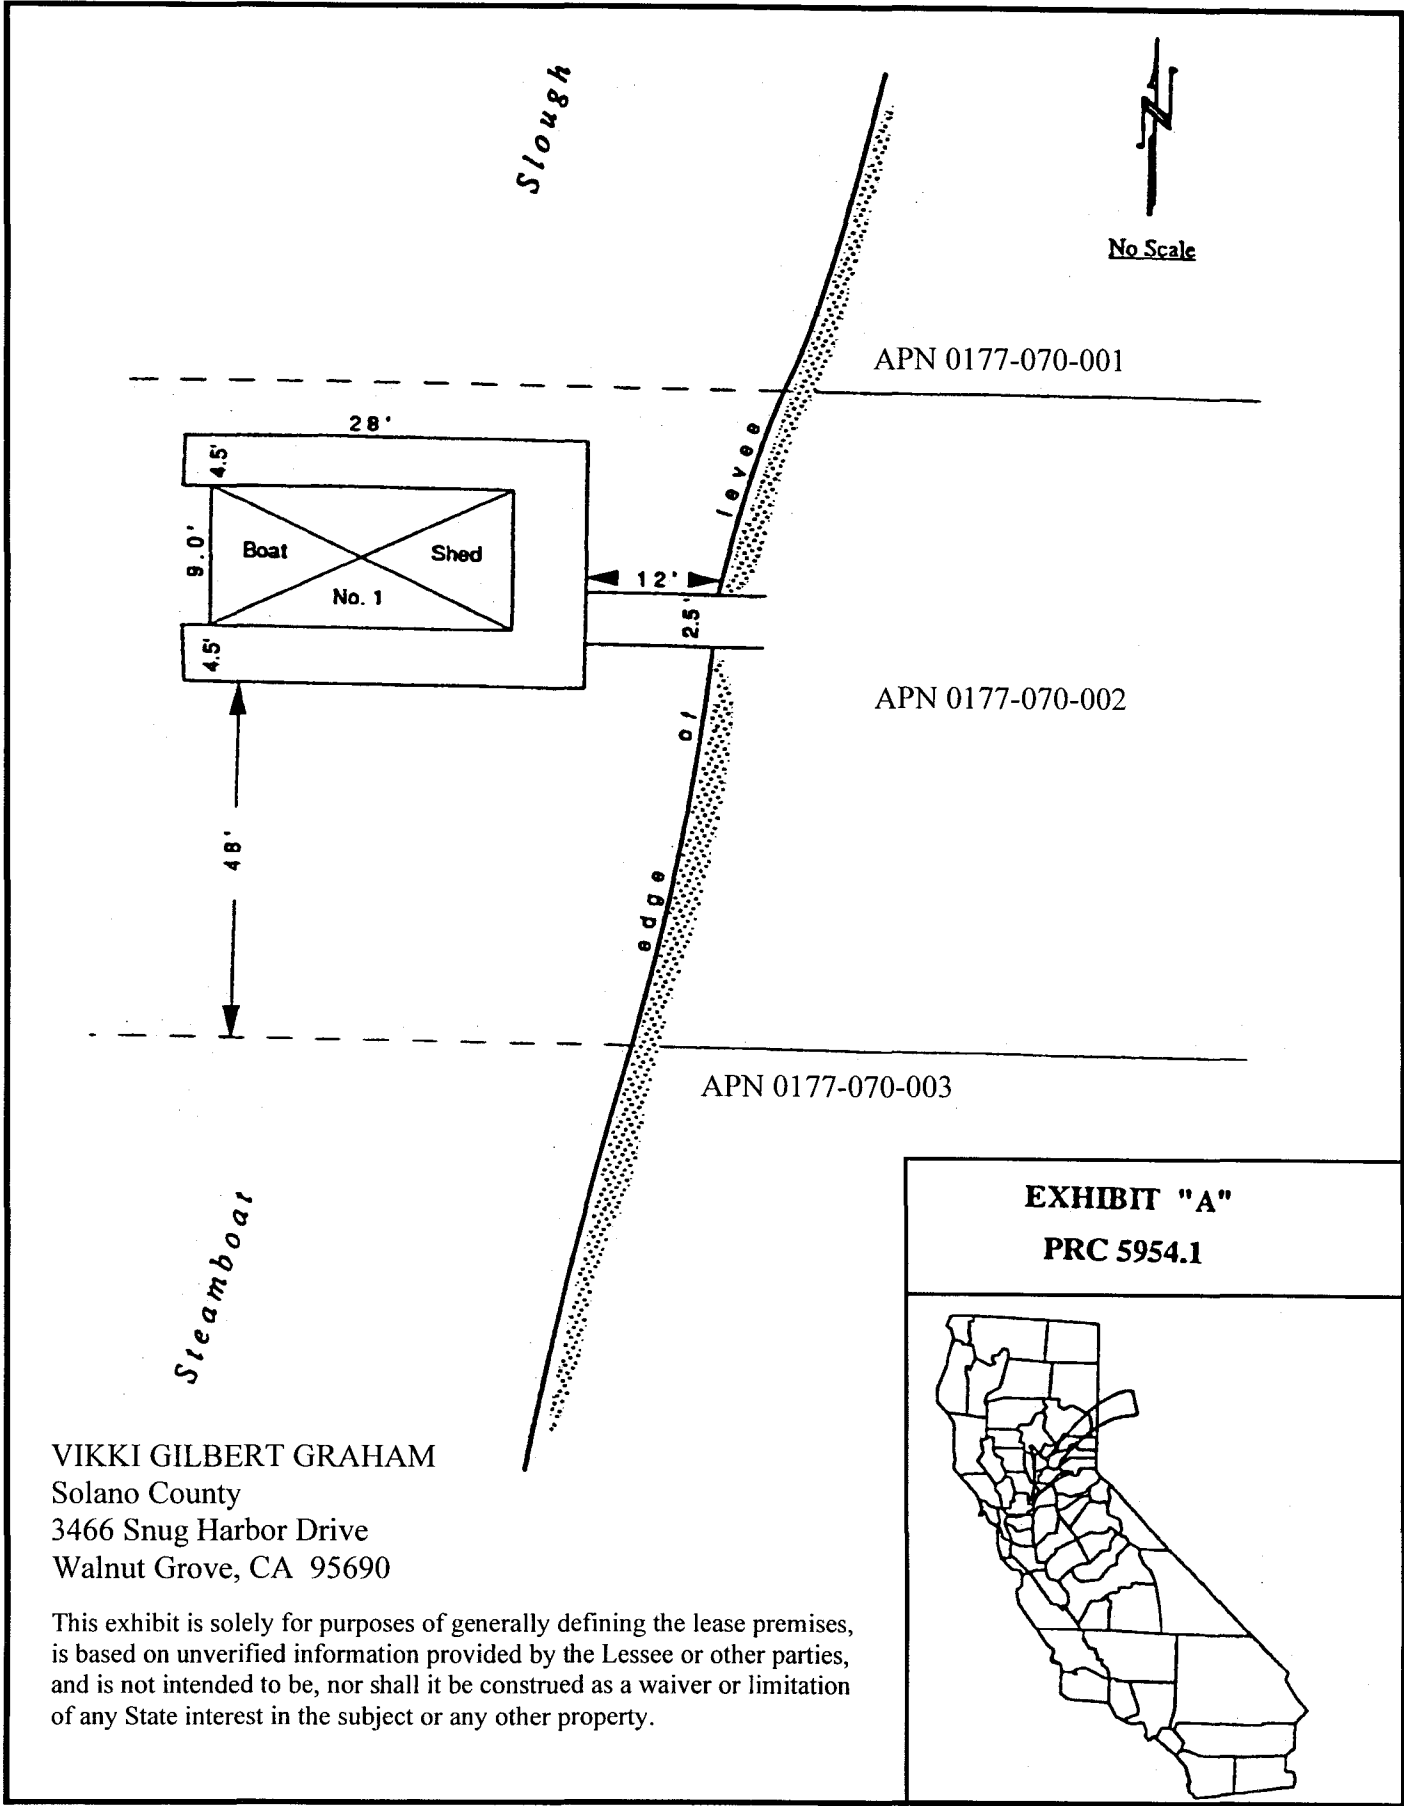 Slough
No Scale
APN 0177-070-001
28'
levee
4.5'
9.0'
Boat Shed
No. 1
12'
2.5'
4.5'
APN 0177-070-002
of
48'
edge
APN 0177-070-003
Steamboat
EXHIBIT "A"
PRC 5954.1
VIKKI GILBERT GRAHAM
Solano County
3466 Snug Harbor Drive
Walnut Grove, CA 95690
This exhibit is solely for purposes of generally defining the lease premises,
is based on unverified information provided by the Lessee or other parties,
and is not intended to be, nor shall it be construed as a waiver or limitation
of any State interest in the subject or any other property.